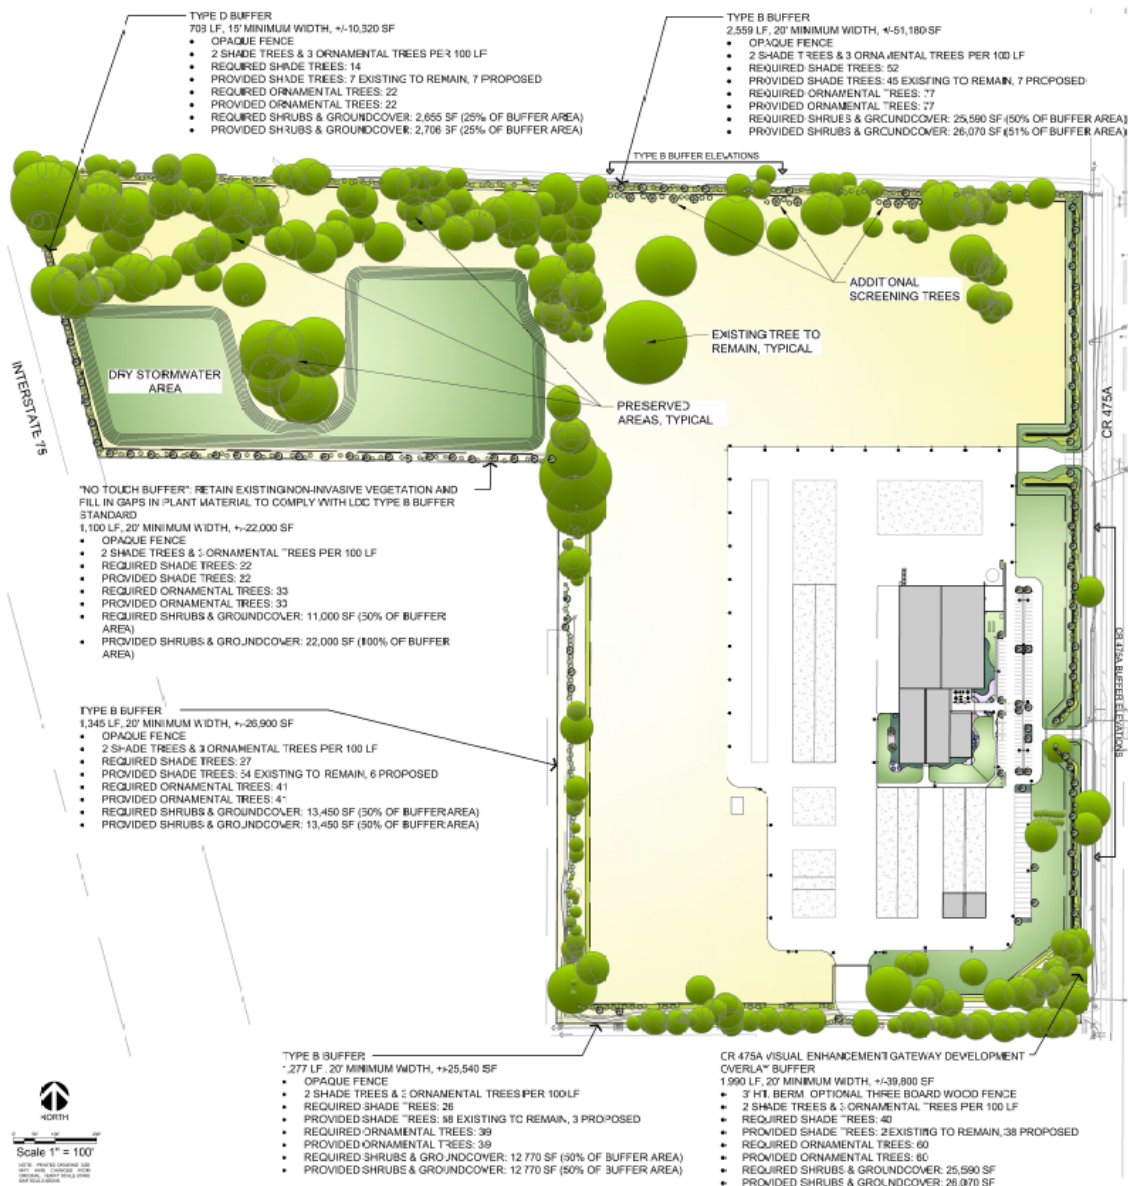 TYPE D BUFFER
703 LF, 15' MINIMUM WIDTH, +/-10,520 SF
• OPAQUE FENCE
• 2 SHADE TREES & 3 ORNAMENTAL TREES PER 100 LF
• REQUIRED SHADE TREES: 14
• PROVIDED SHADE TREES: 7 EXISTING TO REMAIN, 7 PROPOSED
• REQUIRED ORNAMENTAL TREES: 22
• PROVIDED ORNAMENTAL TREES: 22
• REQUIRED SHRUBS & GROUNDCOVER: 2,655 SF (25% OF BUFFER AREA)
• PROVIDED SHRUBS & GROUNDCOVER: 2,706 SF (25% OF BUFFER AREA)
TYPE B BUFFER
2,559 LF, 20' MINIMUM WIDTH, +/-51,180 SF
• OPAQUE FENCE
• 2 SHADE TREES & 3 ORNAMENTAL TREES PER 100 LF
• REQUIRED SHADE TREES: 52
• PROVIDED SHADE TREES: 45 EXISTING TO REMAIN, 7 PROPOSED
• REQUIRED ORNAMENTAL TREES: 77
• PROVIDED ORNAMENTAL TREES: 77
• REQUIRED SHRUBS & GROUNDCOVER: 25,590 SF (50% OF BUFFER AREA)
• PROVIDED SHRUBS & GROUNDCOVER: 26,070 SF (51% OF BUFFER AREA)
TYPE B BUFFER ELEVATIONS
ADDITIONAL
SCREENING TREES
EXISTING TREE TO
REMAIN, TYPICAL
DRY STORMWATER
AREA
PRESERVED
AREAS, TYPICAL
INTERSTATE 75
CR 475A
CR 475A BUFFER ELEVATIONS
"NO TOUCH BUFFER": RETAIN EXISTING NON-INVASIVE VEGETATION AND
FILL IN GAPS IN PLANT MATERIAL TO COMPLY WITH LDC TYPE B BUFFER
STANDARD
1,100 LF, 20' MINIMUM WIDTH, +/-22,000 SF
• OPAQUE FENCE
• 2 SHADE TREES & 3 ORNAMENTAL TREES PER 100 LF
• REQUIRED SHADE TREES: 22
• PROVIDED SHADE TREES: 22
• REQUIRED ORNAMENTAL TREES: 33
• PROVIDED ORNAMENTAL TREES: 33
• REQUIRED SHRUBS & GROUNDCOVER: 11,000 SF (50% OF BUFFER
AREA)
• PROVIDED SHRUBS & GROUNDCOVER: 22,000 SF (100% OF BUFFER
AREA)
TYPE B BUFFER
1,345 LF, 20' MINIMUM WIDTH, +/-26,900 SF
• OPAQUE FENCE
• 2 SHADE TREES & 3 ORNAMENTAL TREES PER 100 LF
• REQUIRED SHADE TREES: 27
• PROVIDED SHADE TREES: 54 EXISTING TO REMAIN, 6 PROPOSED
• REQUIRED ORNAMENTAL TREES: 41
• PROVIDED ORNAMENTAL TREES: 41
• REQUIRED SHRUBS & GROUNDCOVER: 13,450 SF (50% OF BUFFER AREA)
• PROVIDED SHRUBS & GROUNDCOVER: 13,450 SF (50% OF BUFFER AREA)
TYPE B BUFFER
1,277 LF, 20' MINIMUM WIDTH, +/-25,540 SF
• OPAQUE FENCE
• 2 SHADE TREES & 3 ORNAMENTAL TREES PER 100 LF
• REQUIRED SHADE TREES: 26
• PROVIDED SHADE TREES: 58 EXISTING TO REMAIN, 3 PROPOSED
• REQUIRED ORNAMENTAL TREES: 39
• PROVIDED ORNAMENTAL TREES: 39
• REQUIRED SHRUBS & GROUNDCOVER: 12,770 SF (50% OF BUFFER AREA)
• PROVIDED SHRUBS & GROUNDCOVER: 12,770 SF (50% OF BUFFER AREA)
CR 475A VISUAL ENHANCEMENT GATEWAY DEVELOPMENT
OVERLAY BUFFER
1,990 LF, 20' MINIMUM WIDTH, +/-39,800 SF
• 3' HT. BERM, OPTIONAL THREE BOARD WOOD FENCE
• 2 SHADE TREES & 3 ORNAMENTAL TREES PER 100 LF
• REQUIRED SHADE TREES: 40
• PROVIDED SHADE TREES: 2 EXISTING TO REMAIN, 38 PROPOSED
• REQUIRED ORNAMENTAL TREES: 60
• PROVIDED ORNAMENTAL TREES: 60
• REQUIRED SHRUBS & GROUNDCOVER: 25,590 SF
• PROVIDED SHRUBS & GROUNDCOVER: 26,070 SF
NORTH
Scale 1" = 100'